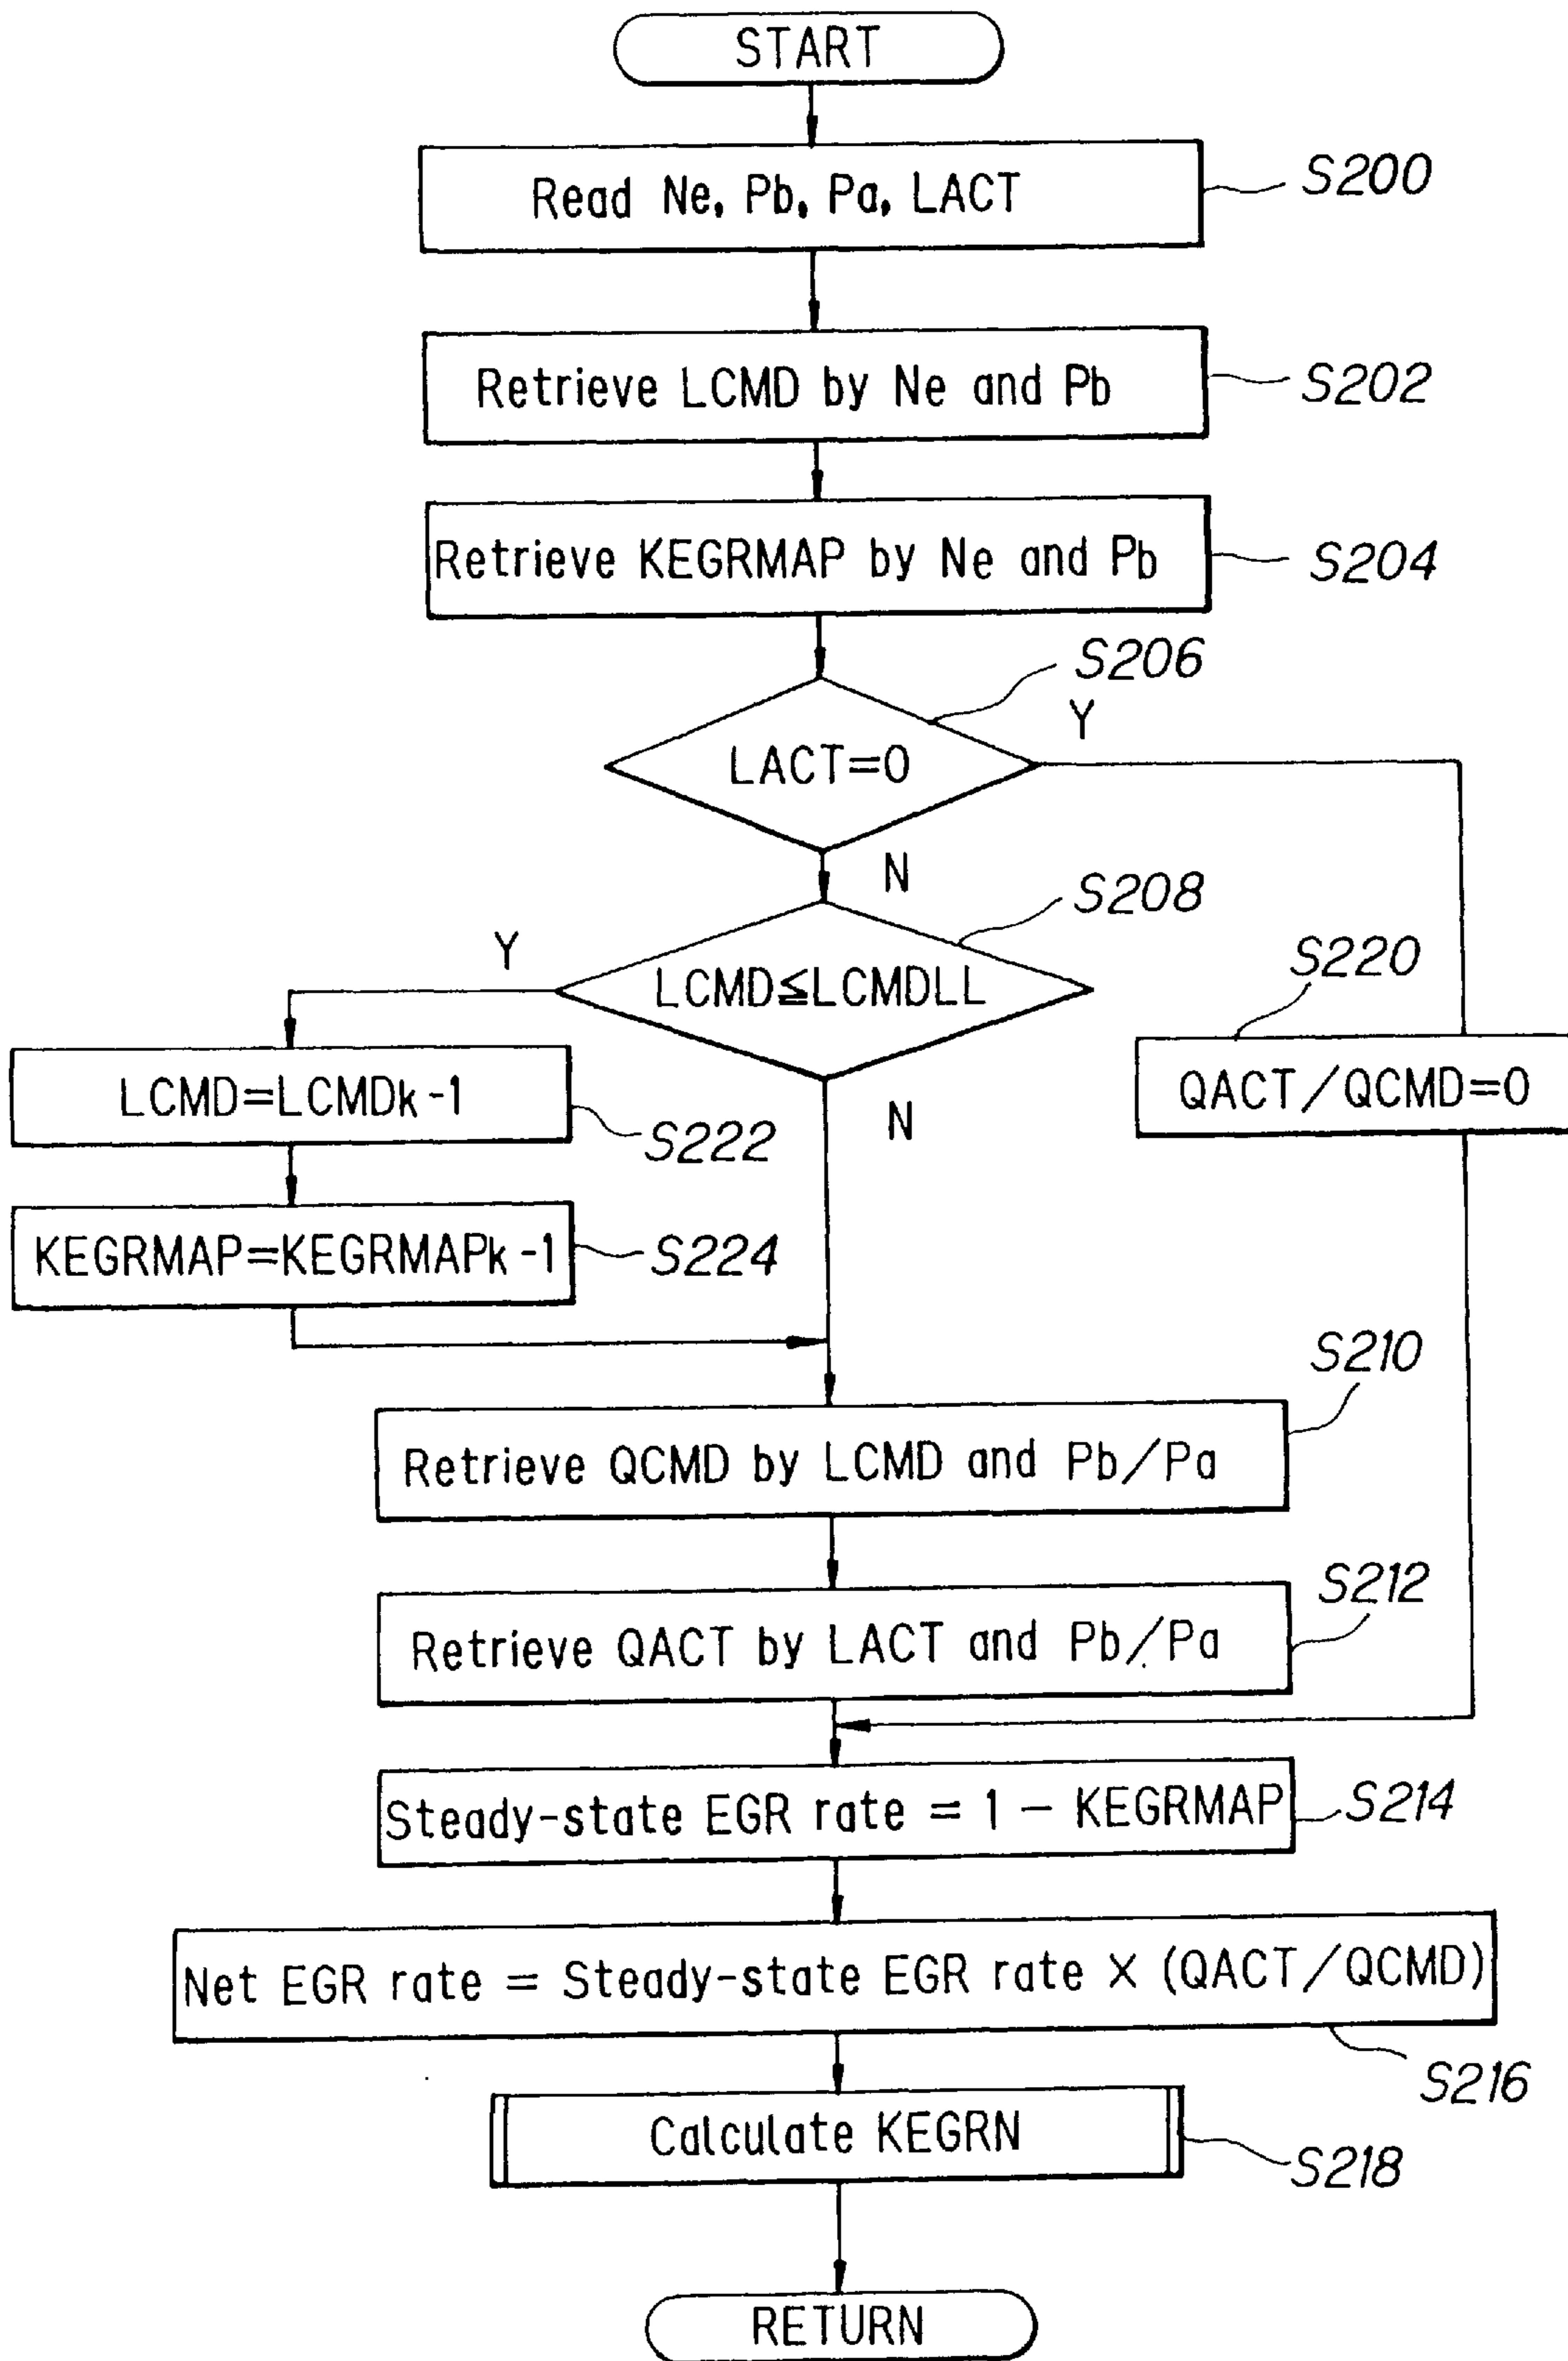 START
Read Ne, Pb, Pa, LACT
S200
Retrieve LCMD by Ne and Pb
S202
Retrieve KEGRMAP by Ne and Pb
S204
S206
Y
LACT=0
N
S208
Y
LCMD≦LCMDLL
S220
QACT/QCMD=0
LCMD=LCMDk-1
N
S222
KEGRMAP=KEGRMAPk-1
S224
S210
Retrieve QCMD by LCMD and Pb/Pa
S212
Retrieve QACT by LACT and Pb/Pa
Steady-state EGR rate = 1 - KEGRMAP
S214
Net EGR rate = Steady-state EGR rate X (QACT/QCMD)
S216
Calculate KEGRN
S218
RETURN